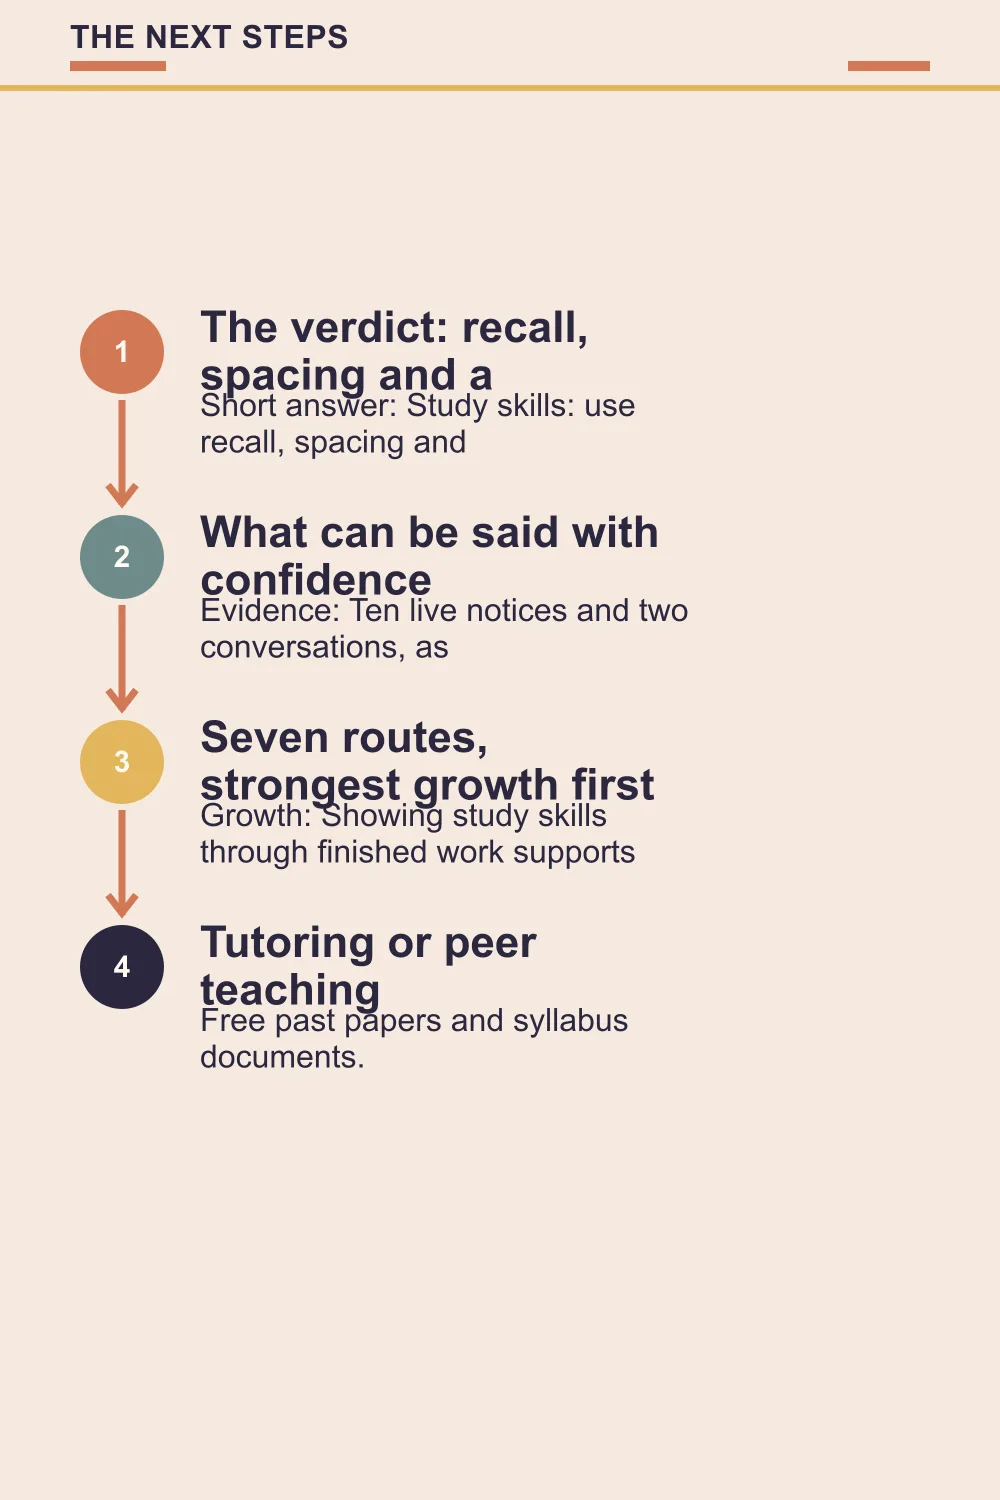 THE NEXT STEPS
1
The verdict: recall,
spacing and a
Short answer: Study skills: use
recall, spacing and
2
What can be said with
confidence
Evidence: Ten live notices and two
conversations, as
3
Seven routes,
strongest growth first
Growth: Showing study skills
through finished work supports
4
Tutoring or peer
teaching
Free past papers and syllabus
documents.